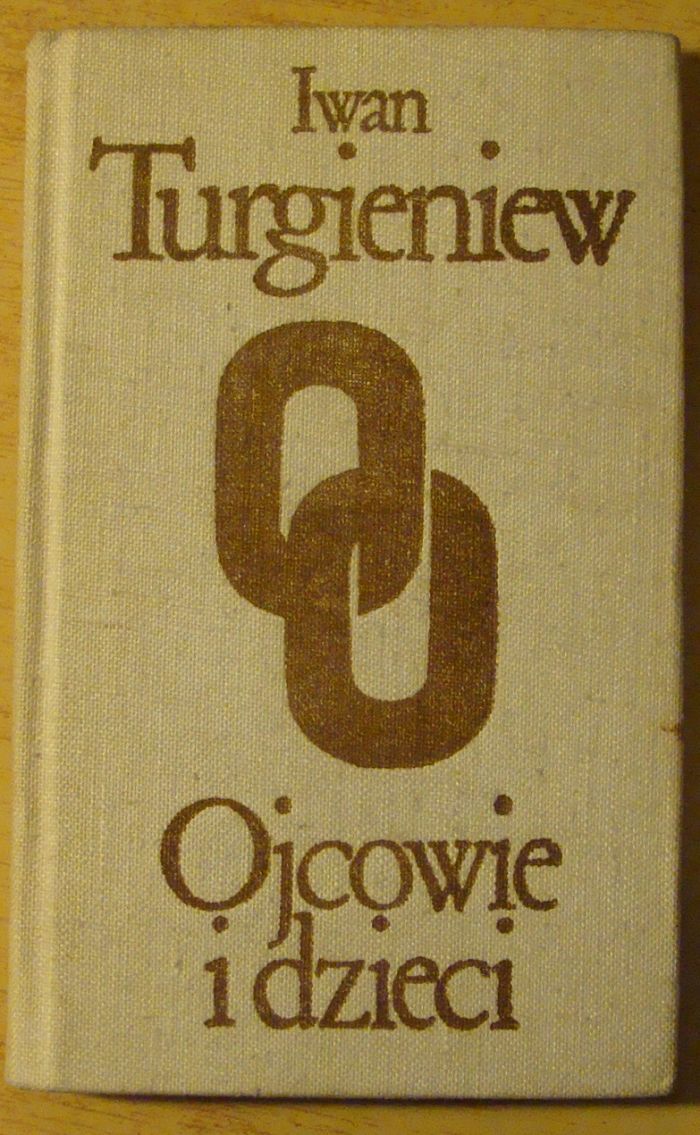 Iwan
Turgieniew
Ojcowie
i dzieci